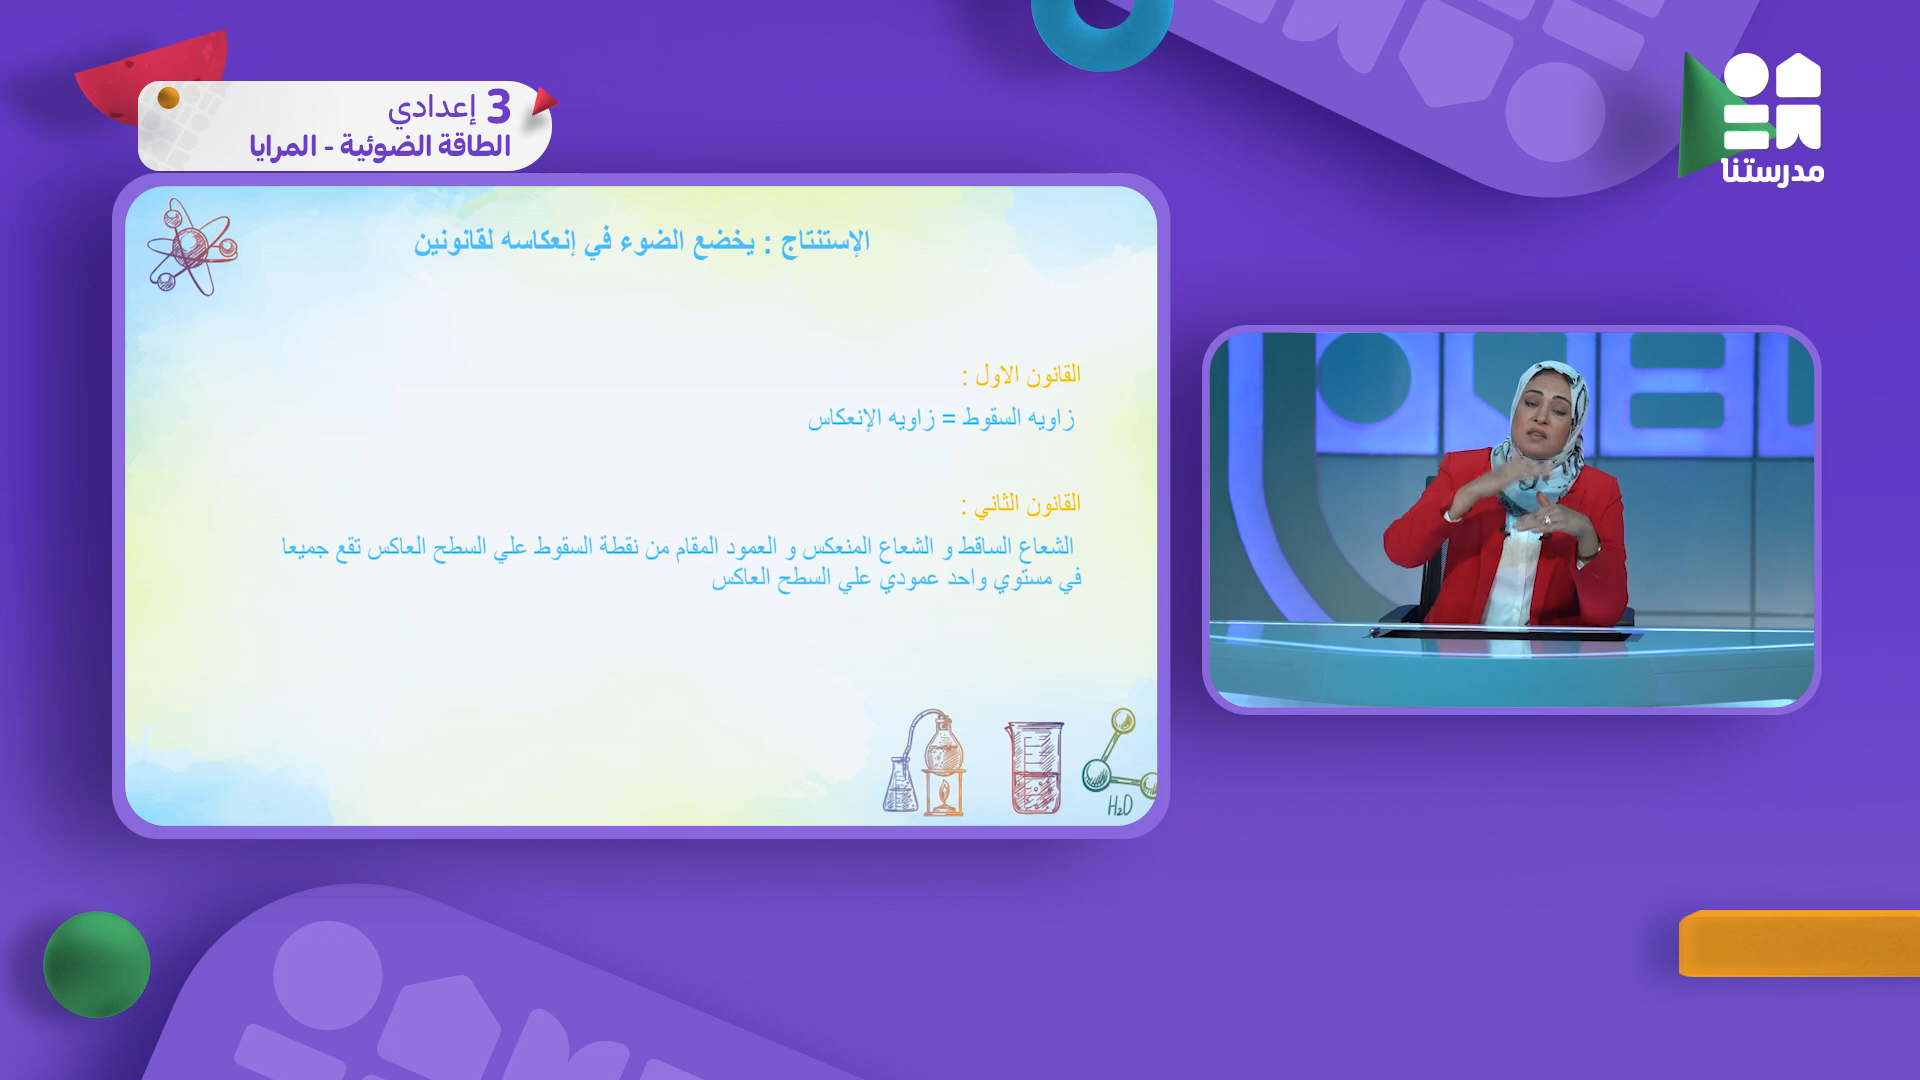 3 إعدادي
الطاقة الضوئية - المرايا
مدرستنا
الإستنتاج : يخضع الضوء في إنعكاسه لقانونين
القانون الاول :
زاويه السقوط = زاويه الإنعكاس
القانون الثاني :
الشعاع الساقط و الشعاع المنعكس و العمود المقام من نقطة السقوط علي السطح العاكس تقع جميعا
في مستوي واحد عمودي علي السطح العاكس
H₂O